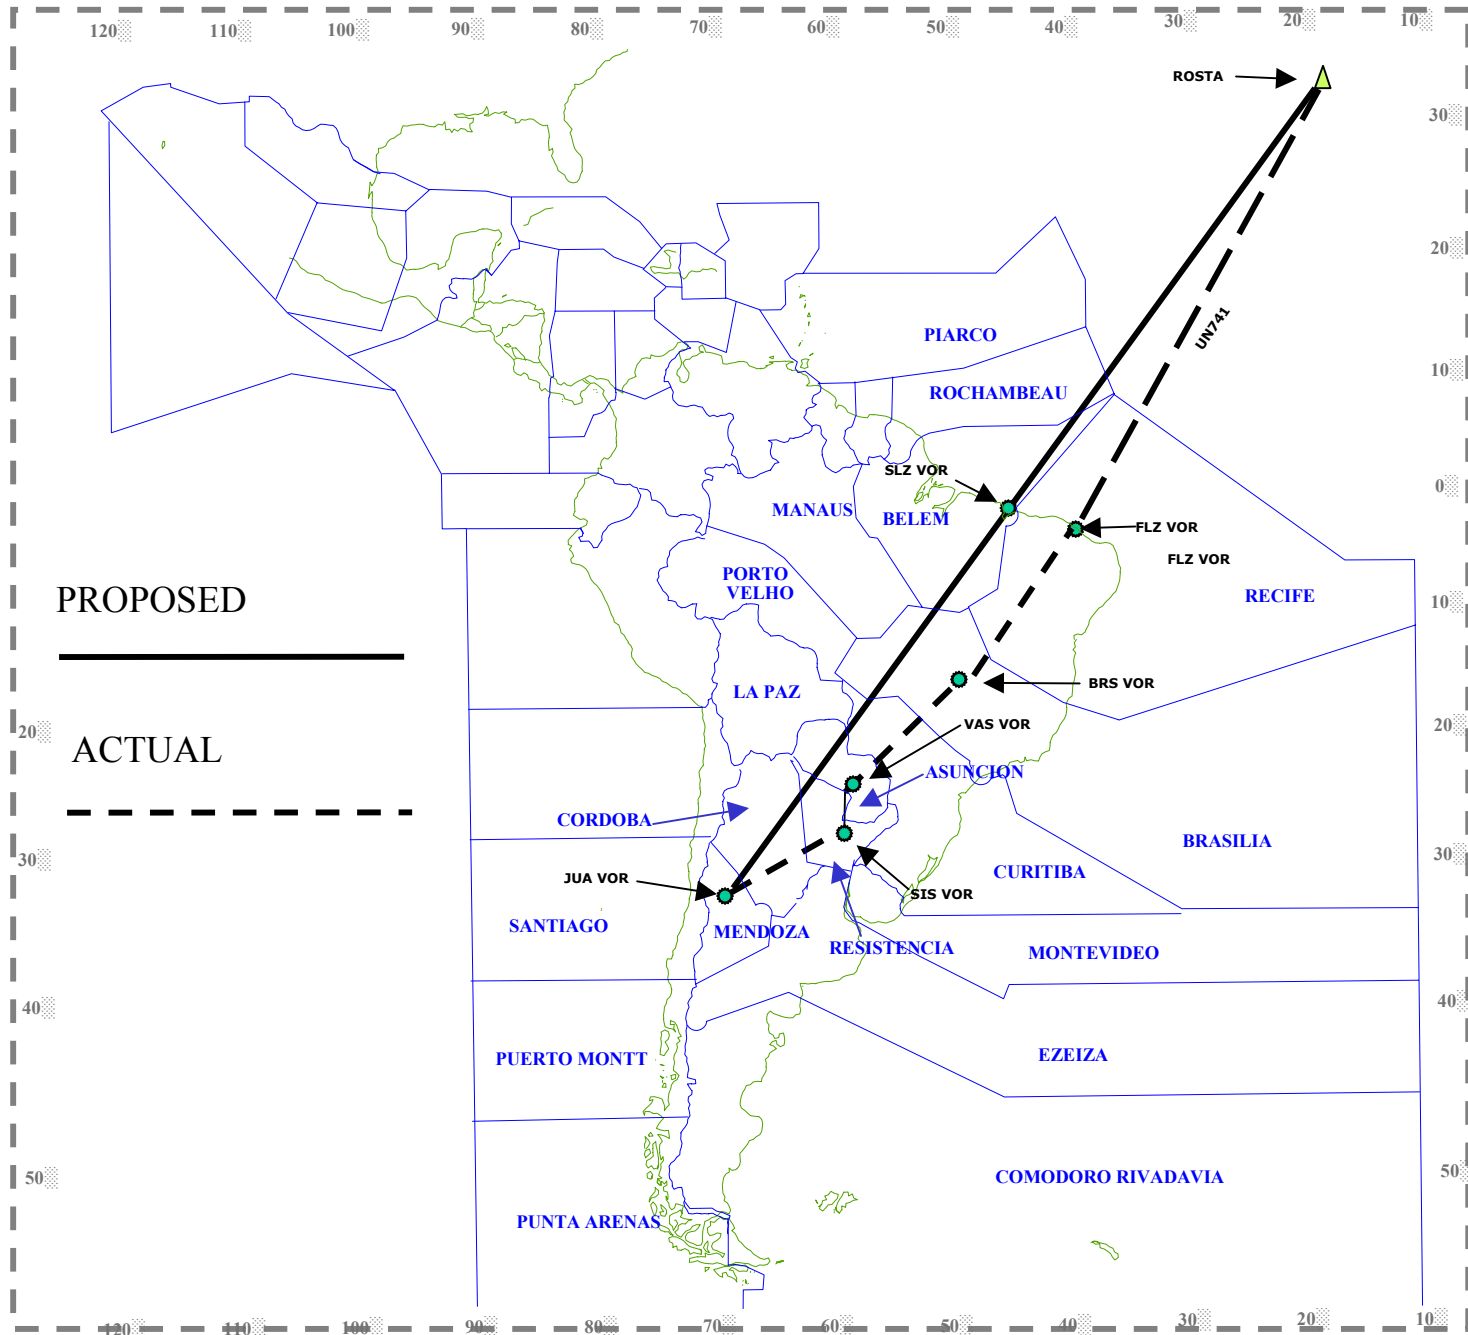 120 110 100 90 80 70 60 50 40 30 20 10
ROSTA
30 30
20
UN741
PIARCO
10
ROCHAMBEAU
SLZ VOR
0
MANAUS
BELEM
FLZ VOR
FLZ VOR
PORTO
VELHO
RECIFE
10
PROPOSED
LA PAZ
BRS VOR
VAS VOR
20 20
ACTUAL
ASUNCION
CORDOBA
BRASILIA
30 30
CURITIBA
JUA VOR
SIS VOR
SANTIAGO
MENDOZA
RESISTENCIA
MONTEVIDEO
40 40
PUERTO MONTT
EZEIZA
50 50
COMODORO RIVADAVIA
PUNTA ARENAS
120 110 100 90 80 70 60 50 40 30 20 10